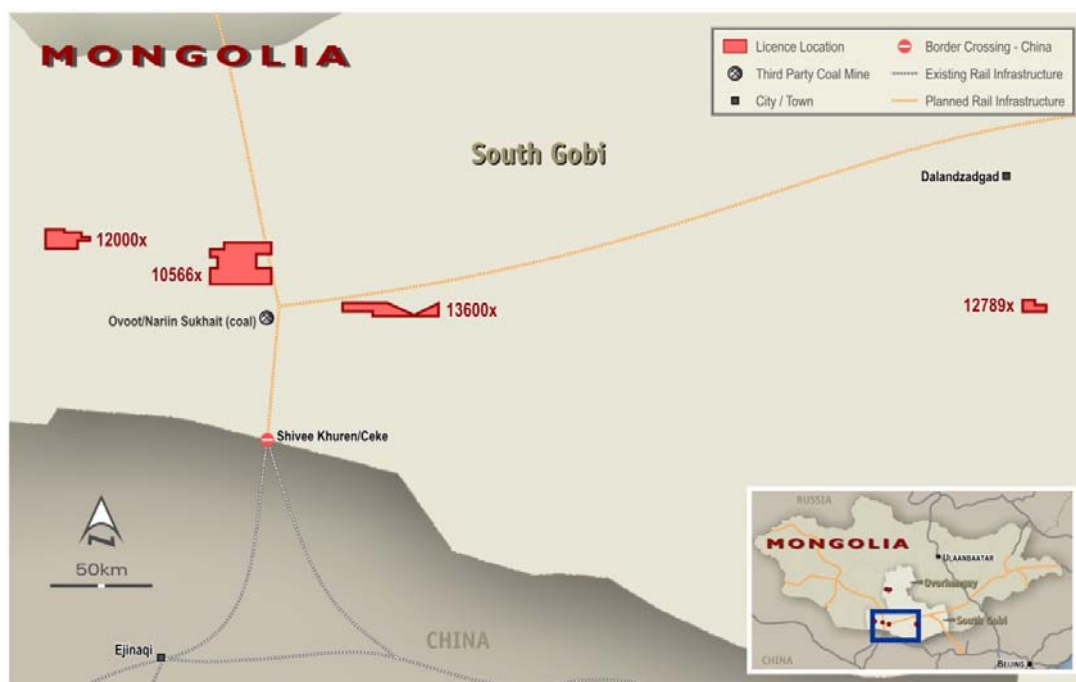 MONGOLIA
Licence Location
Border Crossing - China
Third Party Coal Mine
Existing Rail Infrastructure
City / Town
Planned Rail Infrastructure
South Gobi
Dalandzadgad
12000x
10566x
13600x
12789x
Ovoot/Nariin Sukhait (coal)
Shivee Khuren/Ceke
N
50km
Ejinaqi
CHINA
RUSSIA
MONGOLIA
ULAANBAATAR
Ovorhangay
South Gobi
CHINA
BEIJING